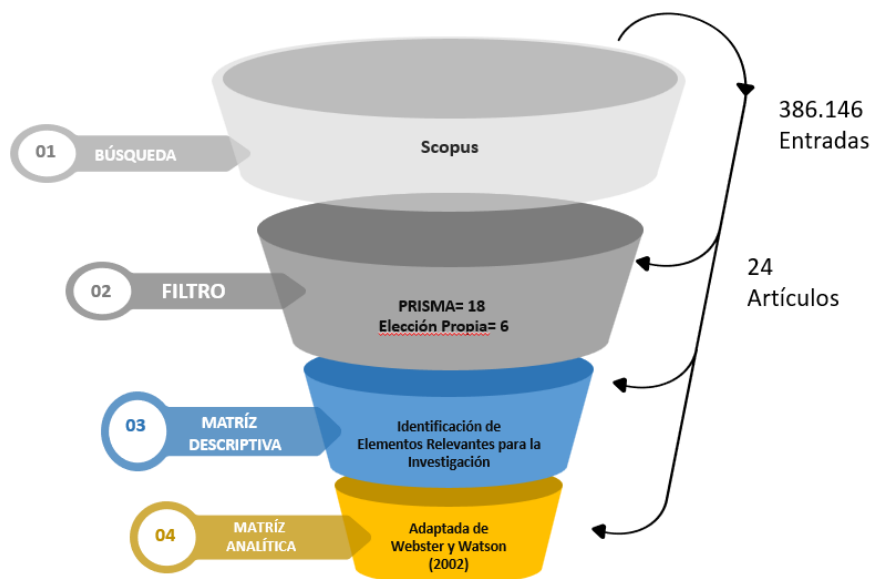 386.146
Entradas
01
BÚSQUEDA
Scopus
02
FILTRO
PRISMA= 18
Elección Propia= 6
24
Artículos
03
MATRÍZ
DESCRIPTIVA
Identificación de
Elementos Relevantes para la
Investigación
04
MATRÍZ
ANALÍTICA
Adaptada de
Webster y Watson
(2002)